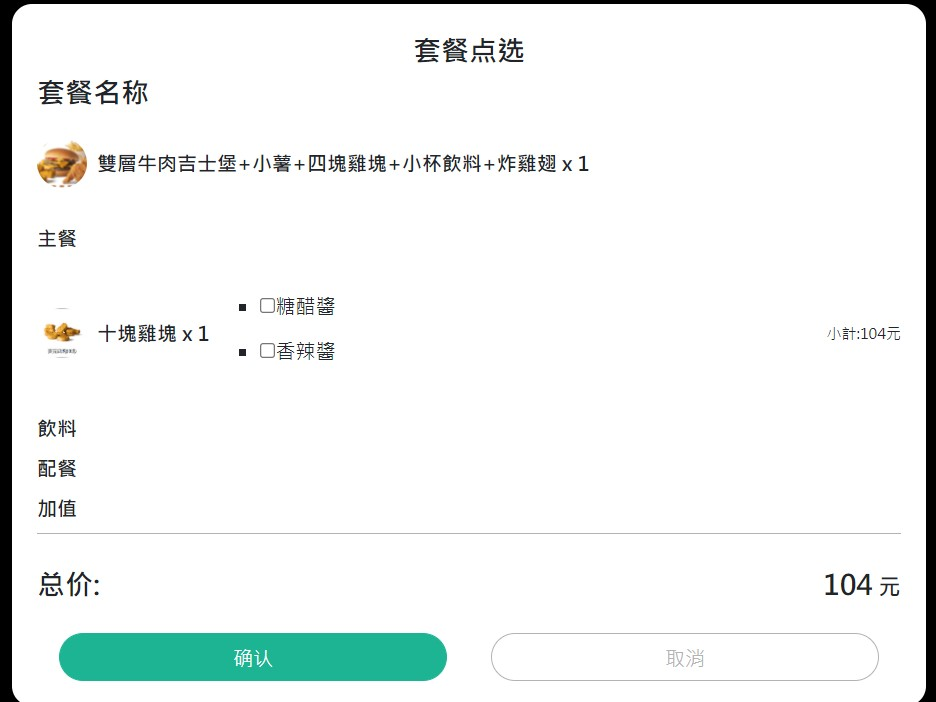 套餐点选
套餐名称
雙層牛肉吉士堡+小薯+四塊雞塊+小杯飲料+炸雞翅 x 1
主餐
糖醋醬
十塊雞塊 x 1
小計:104元
香辣醬
飲料
配餐
加值
总价:
104 元
确认
取消